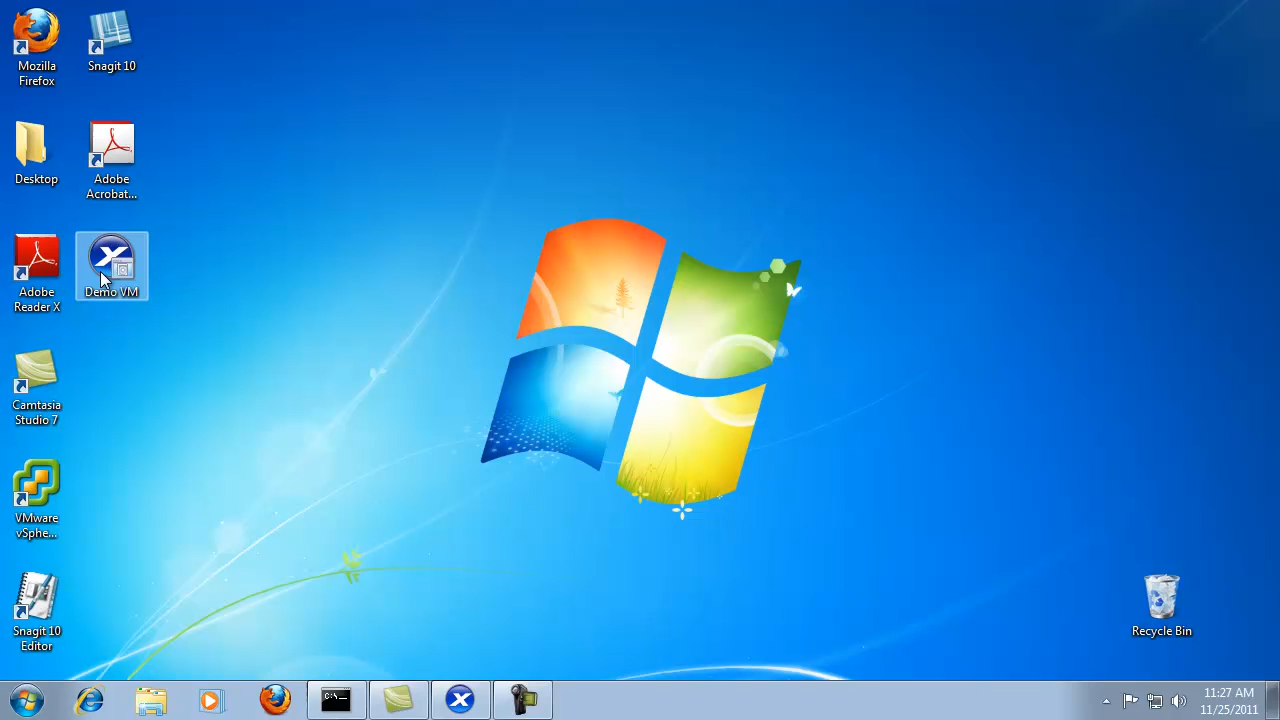 Mozilla
Firefox
Snagit 10
Desktop
Adobe
Acrobat...
Adobe
Reader X
Demo VM
Camtasia
Studio 7
VMware
vSphe...
Snagit 10
Editor
Recycle Bin
C:\_
11:27 AM
11/25/2011